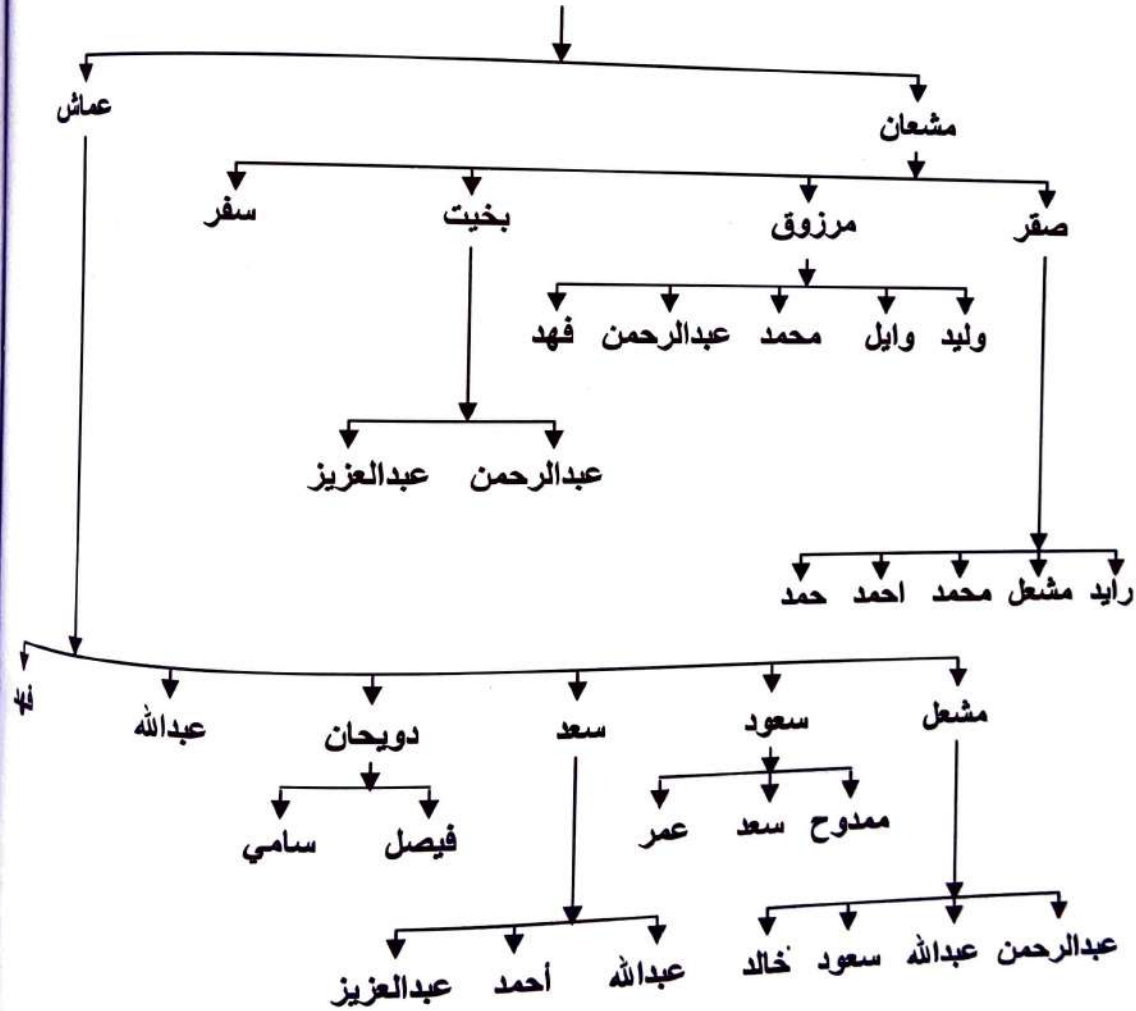 مشعان عماش
صقر مرزوق بخيت سفر
وليد وايل محمد عبدالرحمن فهد
عبدالرحمن عبدالعزيز
رايد مشعل محمد احمد حمد
مشعل سعود سعد دويحان عبدالله فهد
ممدوح سعد عمر
فيصل سامي
عبدالرحمن عبدالله سعود خالد
عبدالله أحمد عبدالعزيز